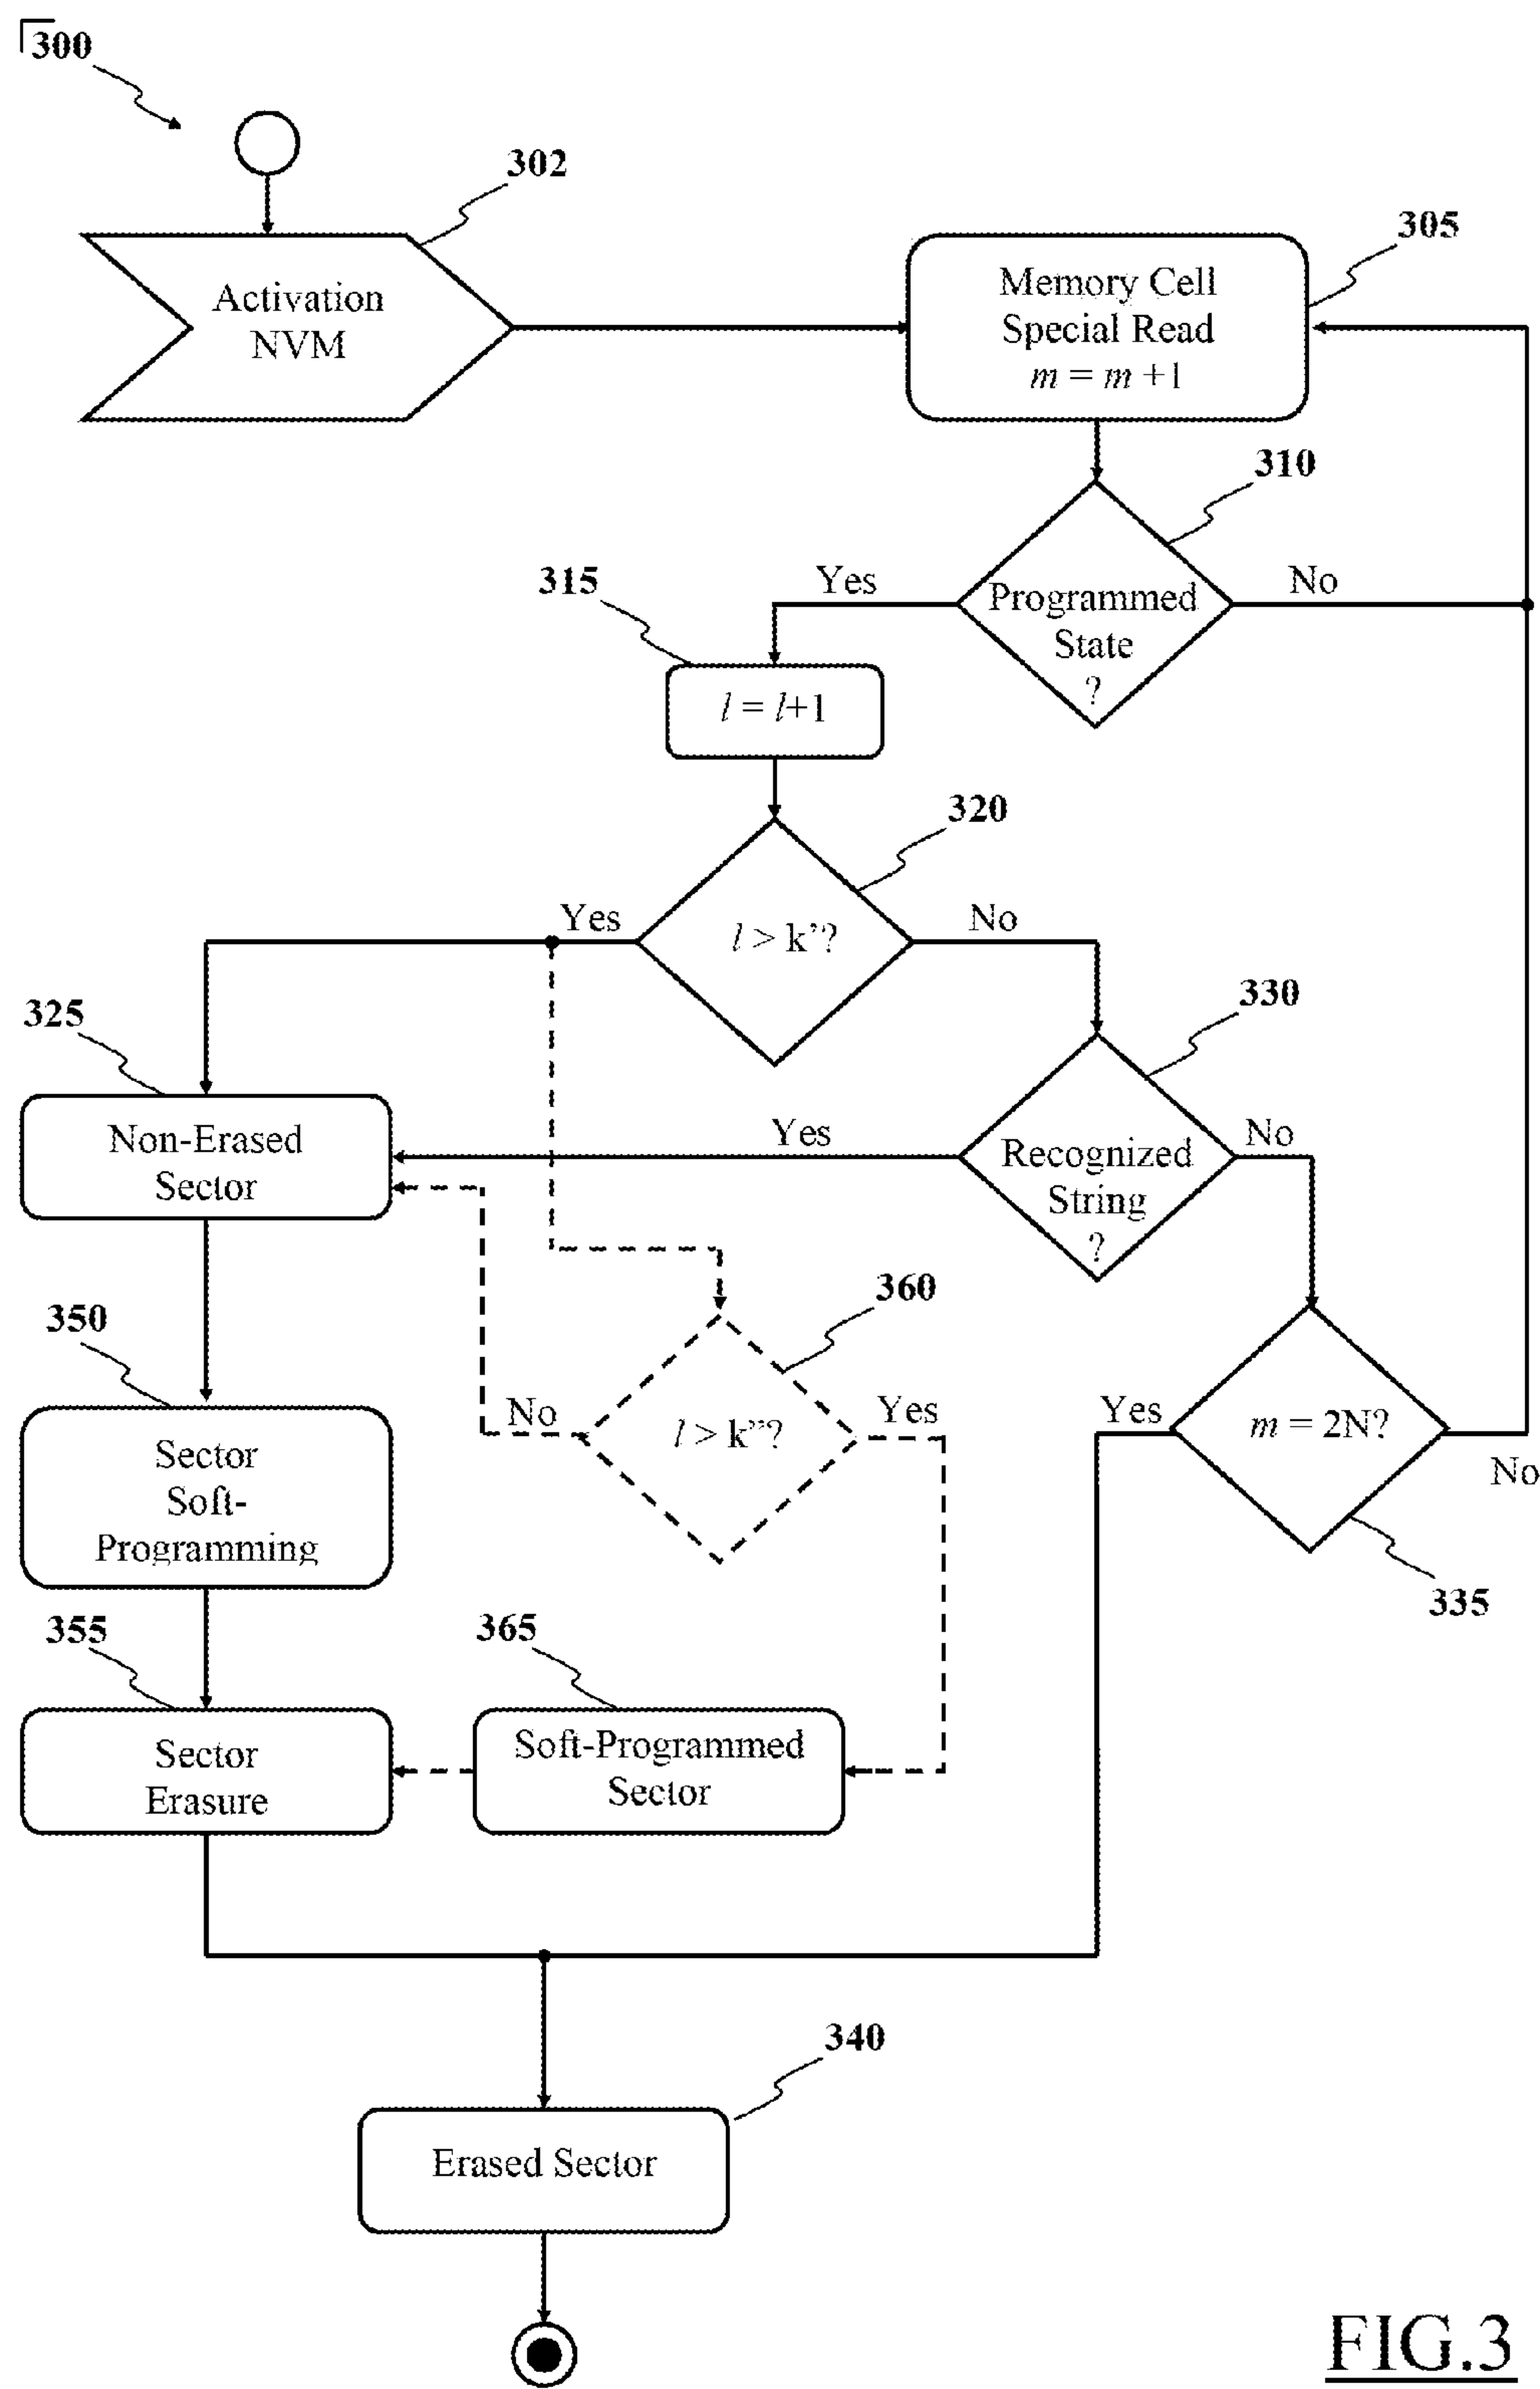 300
302
Activation
NVM
305
Memory Cell
Special Read
m = m +1
310
Programmed
State
?
Yes
No
315
l = l+1
320
l > k’?
Yes
No
325
Non-Erased
Sector
330
Recognized
String
?
Yes
No
335
m = 2N?
Yes
No
350
Sector
Soft-
Programming
360
l > k”?
No
Yes
355
Sector
Erasure
365
Soft-Programmed
Sector
340
Erased Sector
FIG.3